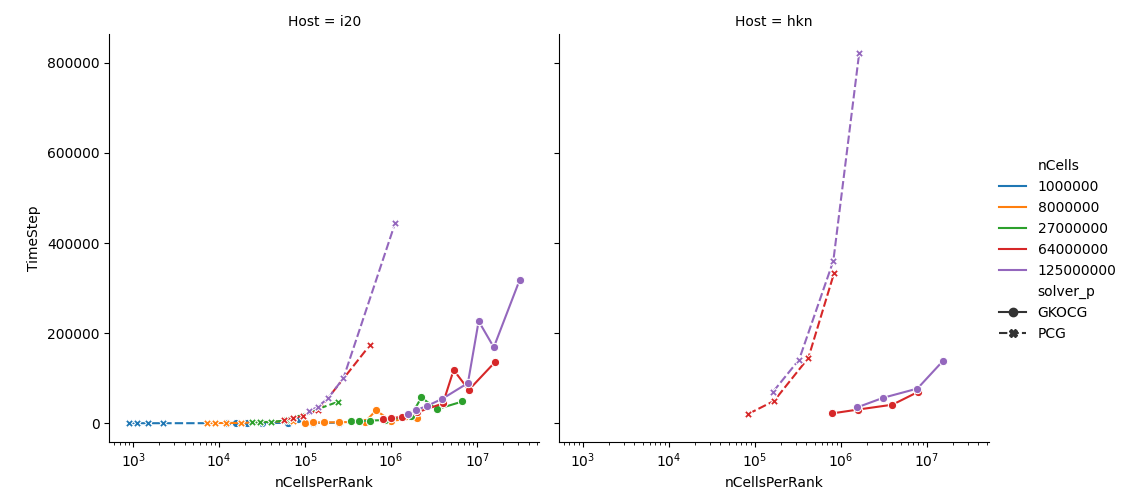 Host = i20
Host = hkn
TimeStep
800000
600000
400000
200000
0
10³
10⁴
10⁵
10⁶
10⁷
10³
10⁴
10⁵
10⁶
10⁷
nCellsPerRank
nCellsPerRank
nCells
1000000
8000000
27000000
64000000
125000000
solver_p
GKOCG
PCG